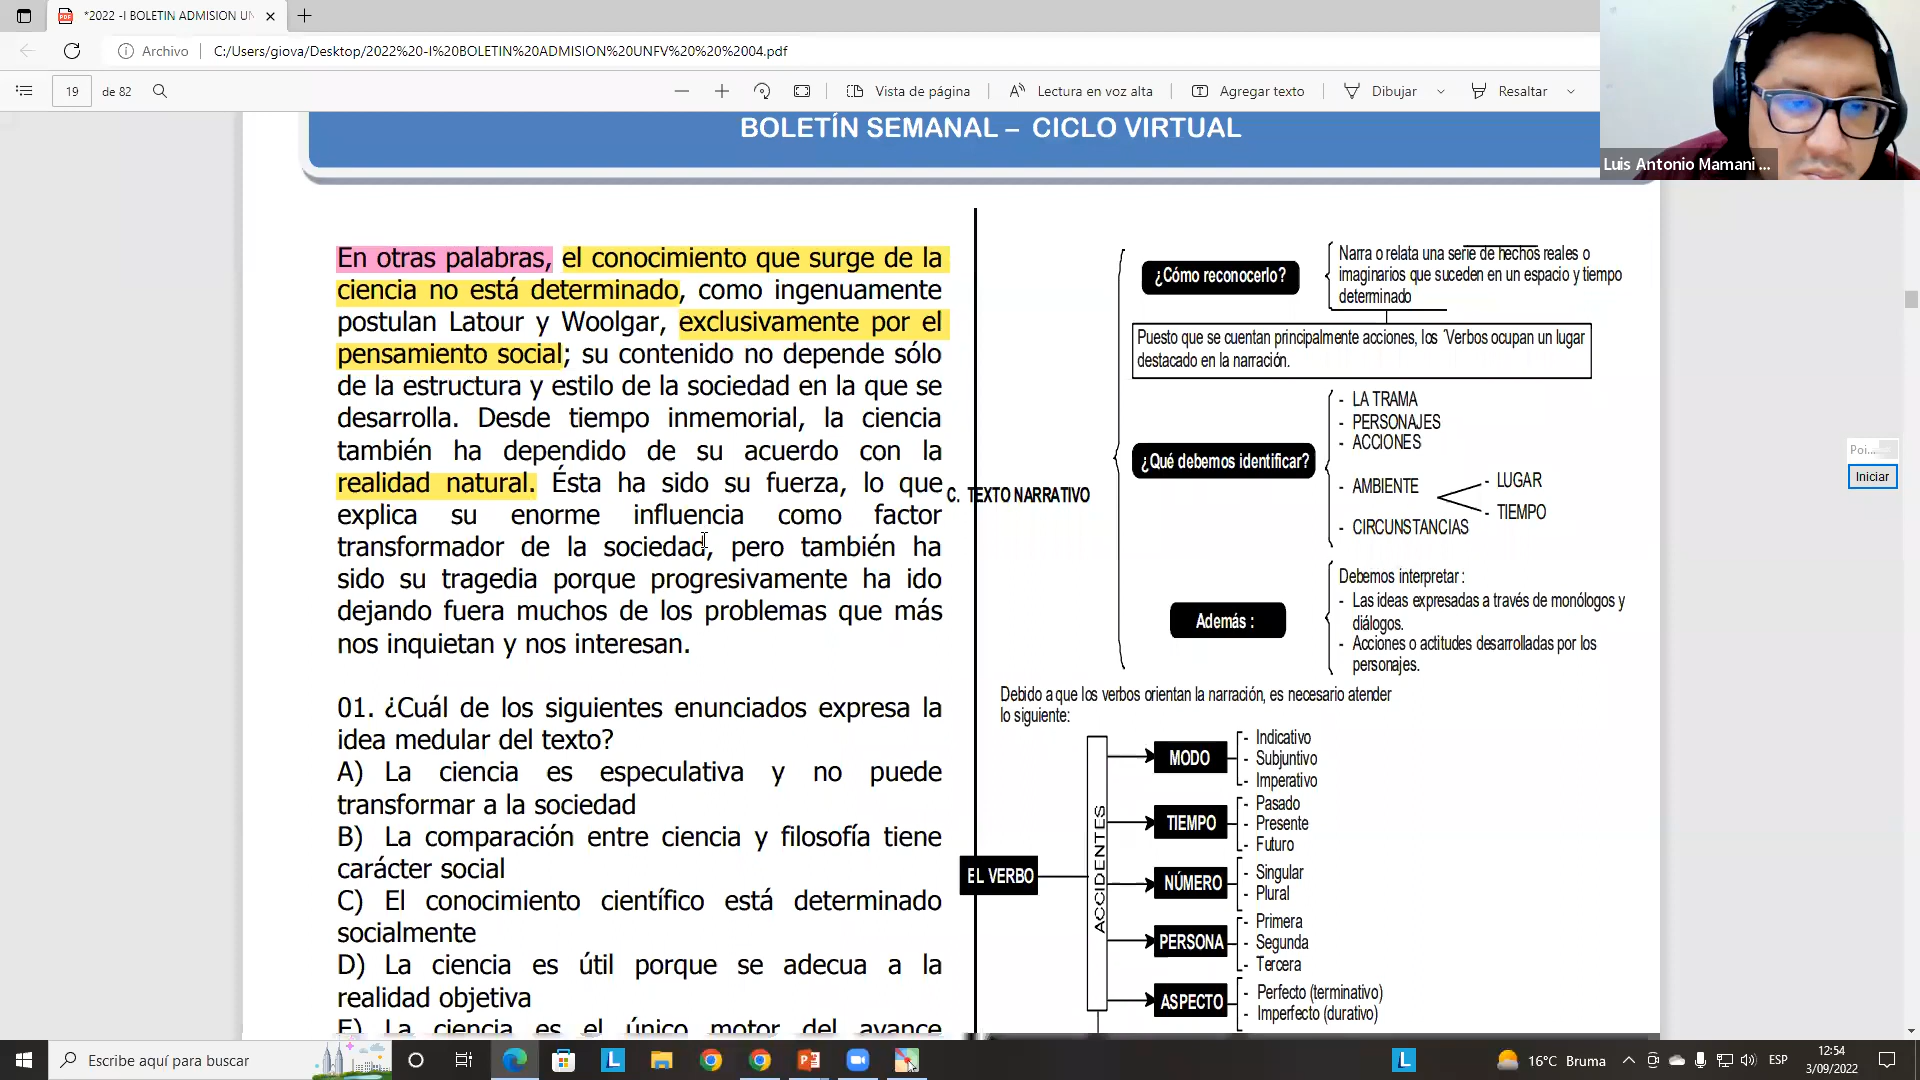 *2022 -I BOLETIN ADMISION UN
Archivo
C:/Users/giova/Desktop/2022%20-I%20BOLETIN%20ADMISION%20UNFV%20%20%2004.pdf
19
de 82
Vista de página
Lectura en voz alta
Agregar texto
Dibujar
Resaltar
Luis Antonio Mamani ...
BOLETÍN SEMANAL – CICLO VIRTUAL
En otras palabras, el conocimiento que surge de la
ciencia no está determinado, como ingenuamente
postulan Latour y Woolgar, exclusivamente por el
pensamiento social; su contenido no depende sólo
de la estructura y estilo de la sociedad en la que se
desarrolla. Desde tiempo inmemorial, la ciencia
también ha dependido de su acuerdo con la
realidad natural. Ésta ha sido su fuerza, lo que
explica su enorme influencia como factor
transformador de la sociedad, pero también ha
sido su tragedia porque progresivamente ha ido
dejando fuera muchos de los problemas que más
nos inquietan y nos interesan.
01. ¿Cuál de los siguientes enunciados expresa la
idea medular del texto?
A) La ciencia es especulativa y no puede
transformar a la sociedad
B) La comparación entre ciencia y filosofía tiene
carácter social
C) El conocimiento científico está determinado
socialmente
D) La ciencia es útil porque se adecua a la
realidad objetiva
E) La ciencia es el único motor del avance
C. TEXTO NARRATIVO
¿Cómo reconocerlo?
Narra o relata una serie de hechos reales o
imaginarios que suceden en un espacio y tiempo
determinado
Puesto que se cuentan principalmente acciones, los ´Verbos ocupan un lugar
destacado en la narración.
¿Qué debemos identificar?
- LA TRAMA
- PERSONAJES
- ACCIONES
- AMBIENTE
- LUGAR
- TIEMPO
- CIRCUNSTANCIAS
Además :
Debemos interpretar :
- Las ideas expresadas a través de monólogos y
diálogos.
- Acciones o actitudes desarrolladas por los
personajes.
Debido a que los verbos orientan la narración, es necesario atender
lo siguiente:
EL VERBO
ACCIDENTES
MODO
- Indicativo
- Subjuntivo
- Imperativo
TIEMPO
- Pasado
- Presente
- Futuro
NÚMERO
- Singular
- Plural
PERSONA
- Primera
- Segunda
- Tercera
ASPECTO
- Perfecto (terminativo)
- Imperfecto (durativo)
Poi...
Iniciar
Escribe aquí para buscar
16°C Bruma
ESP
12:54
3/09/2022